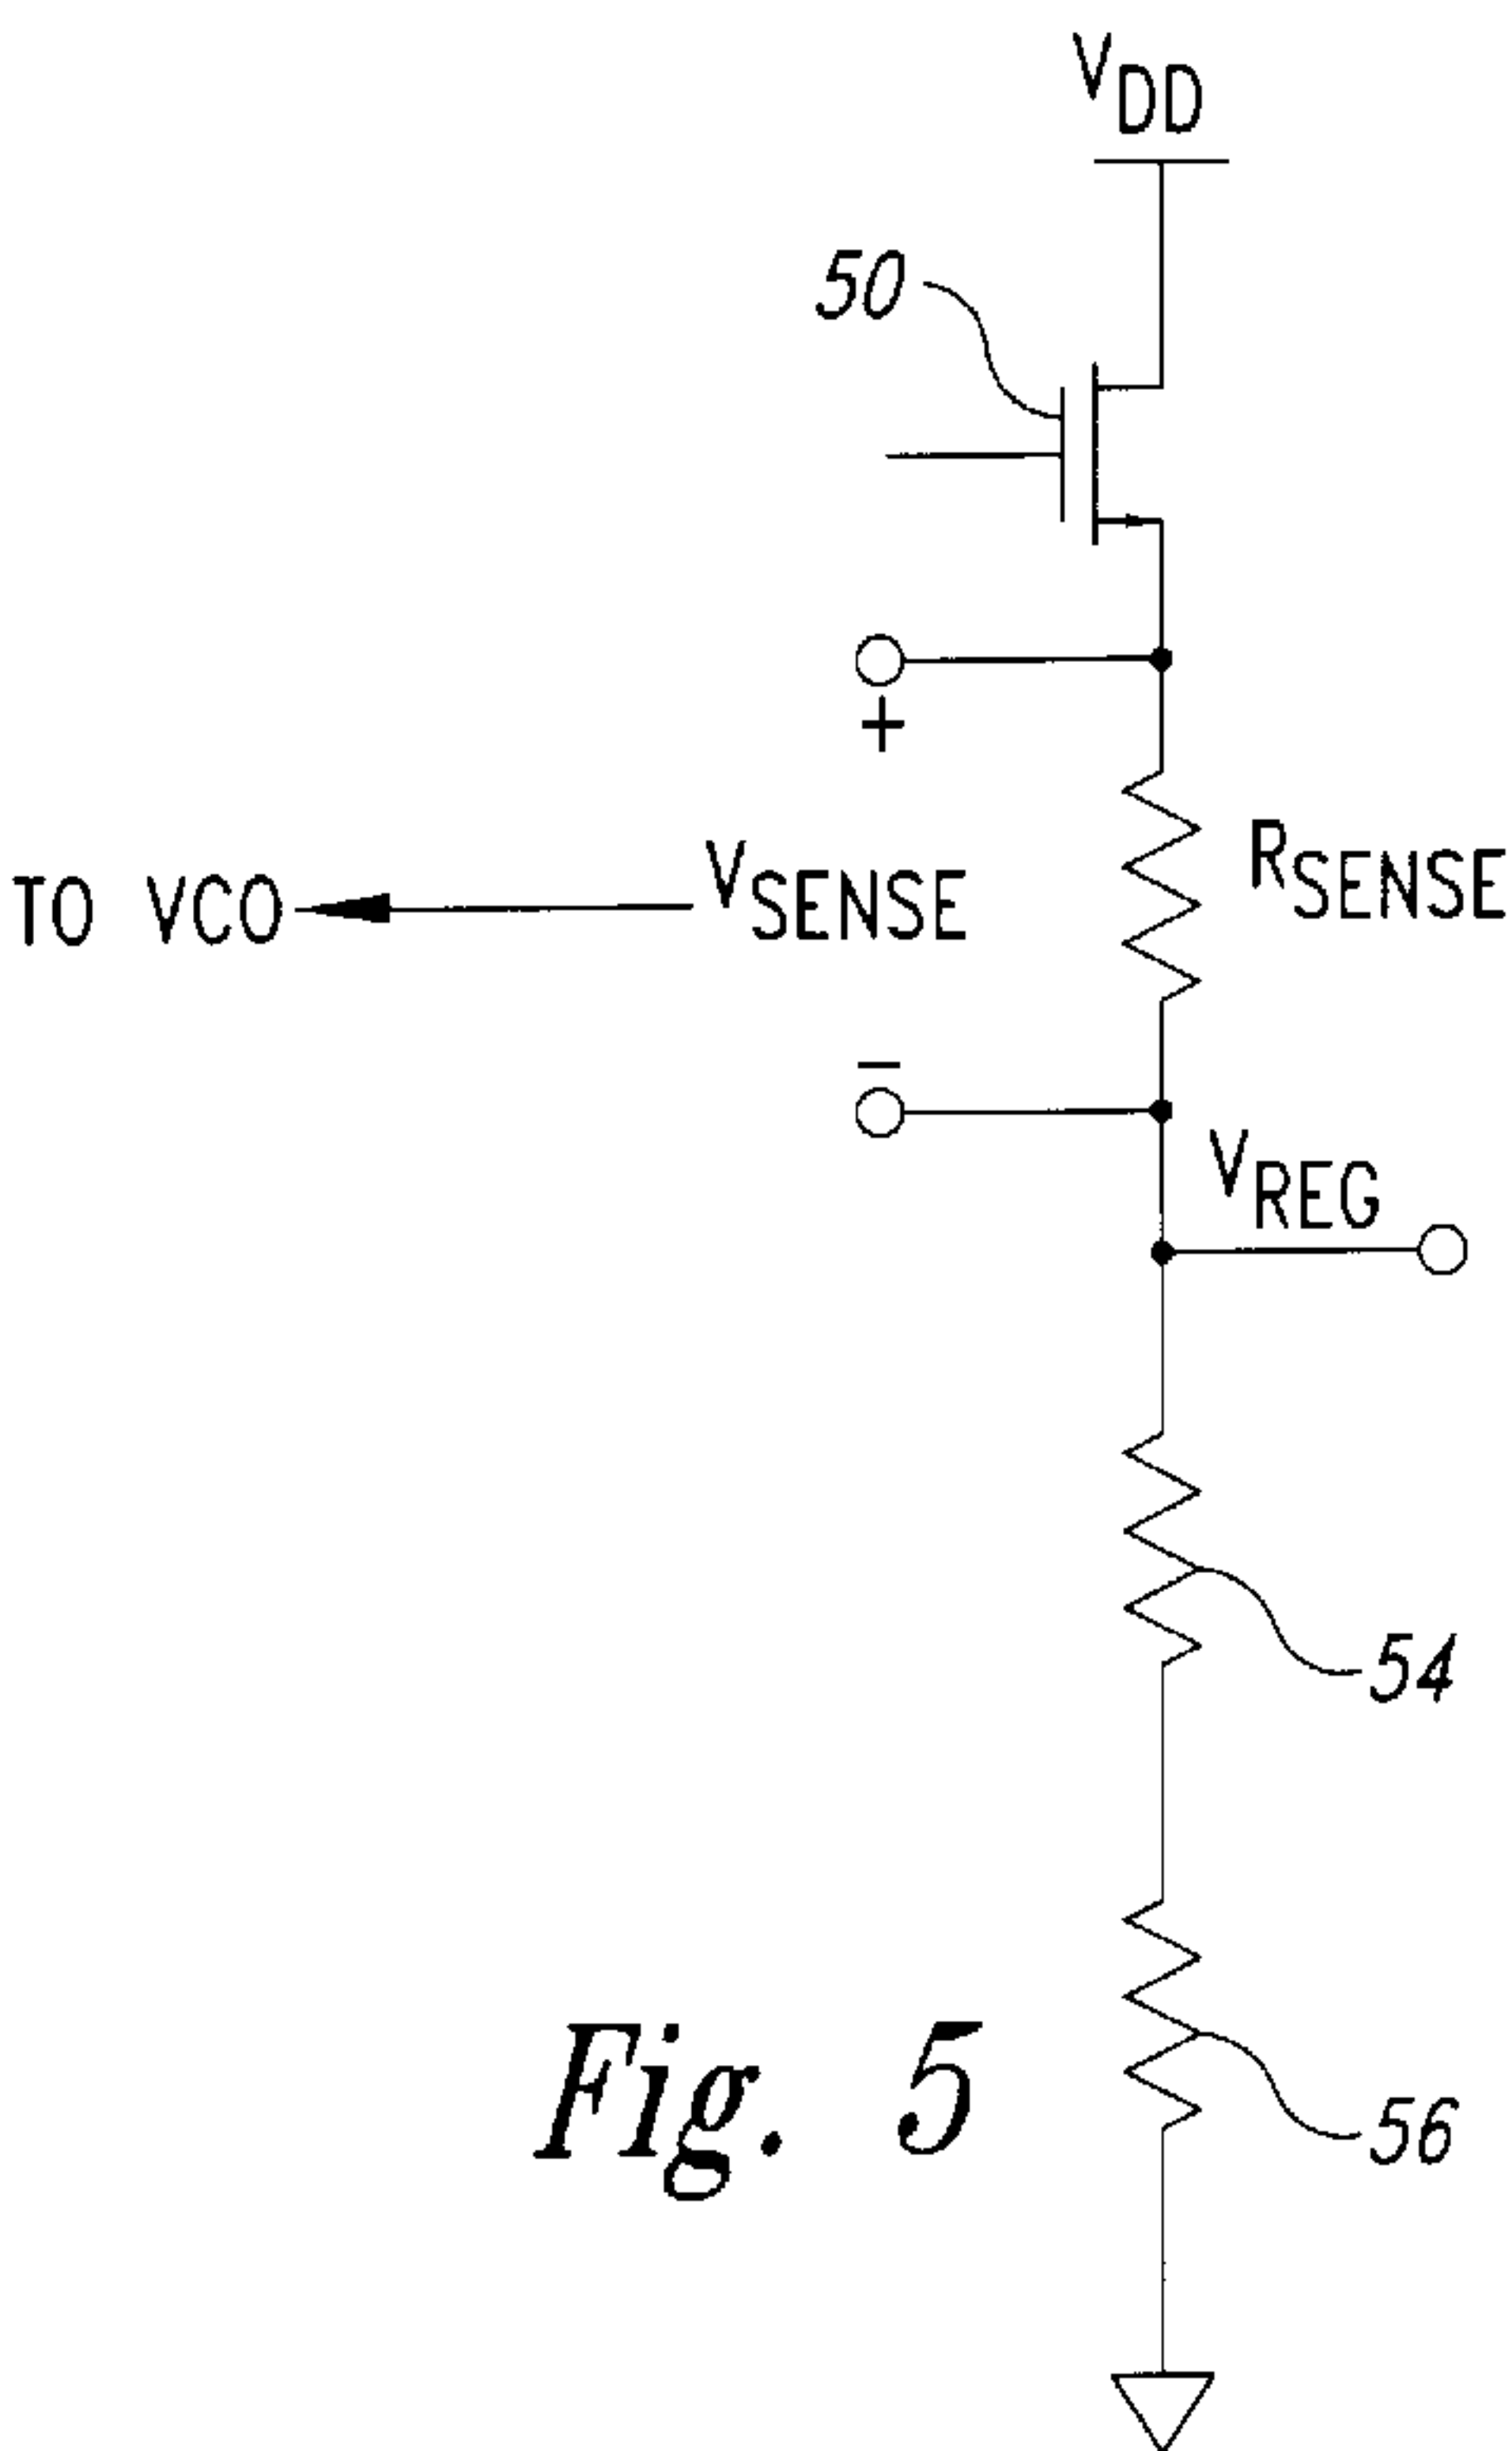 VDD
50
+
RSENSE
TO VCO
VSENSE
−
VREG
54
56
Fig. 5